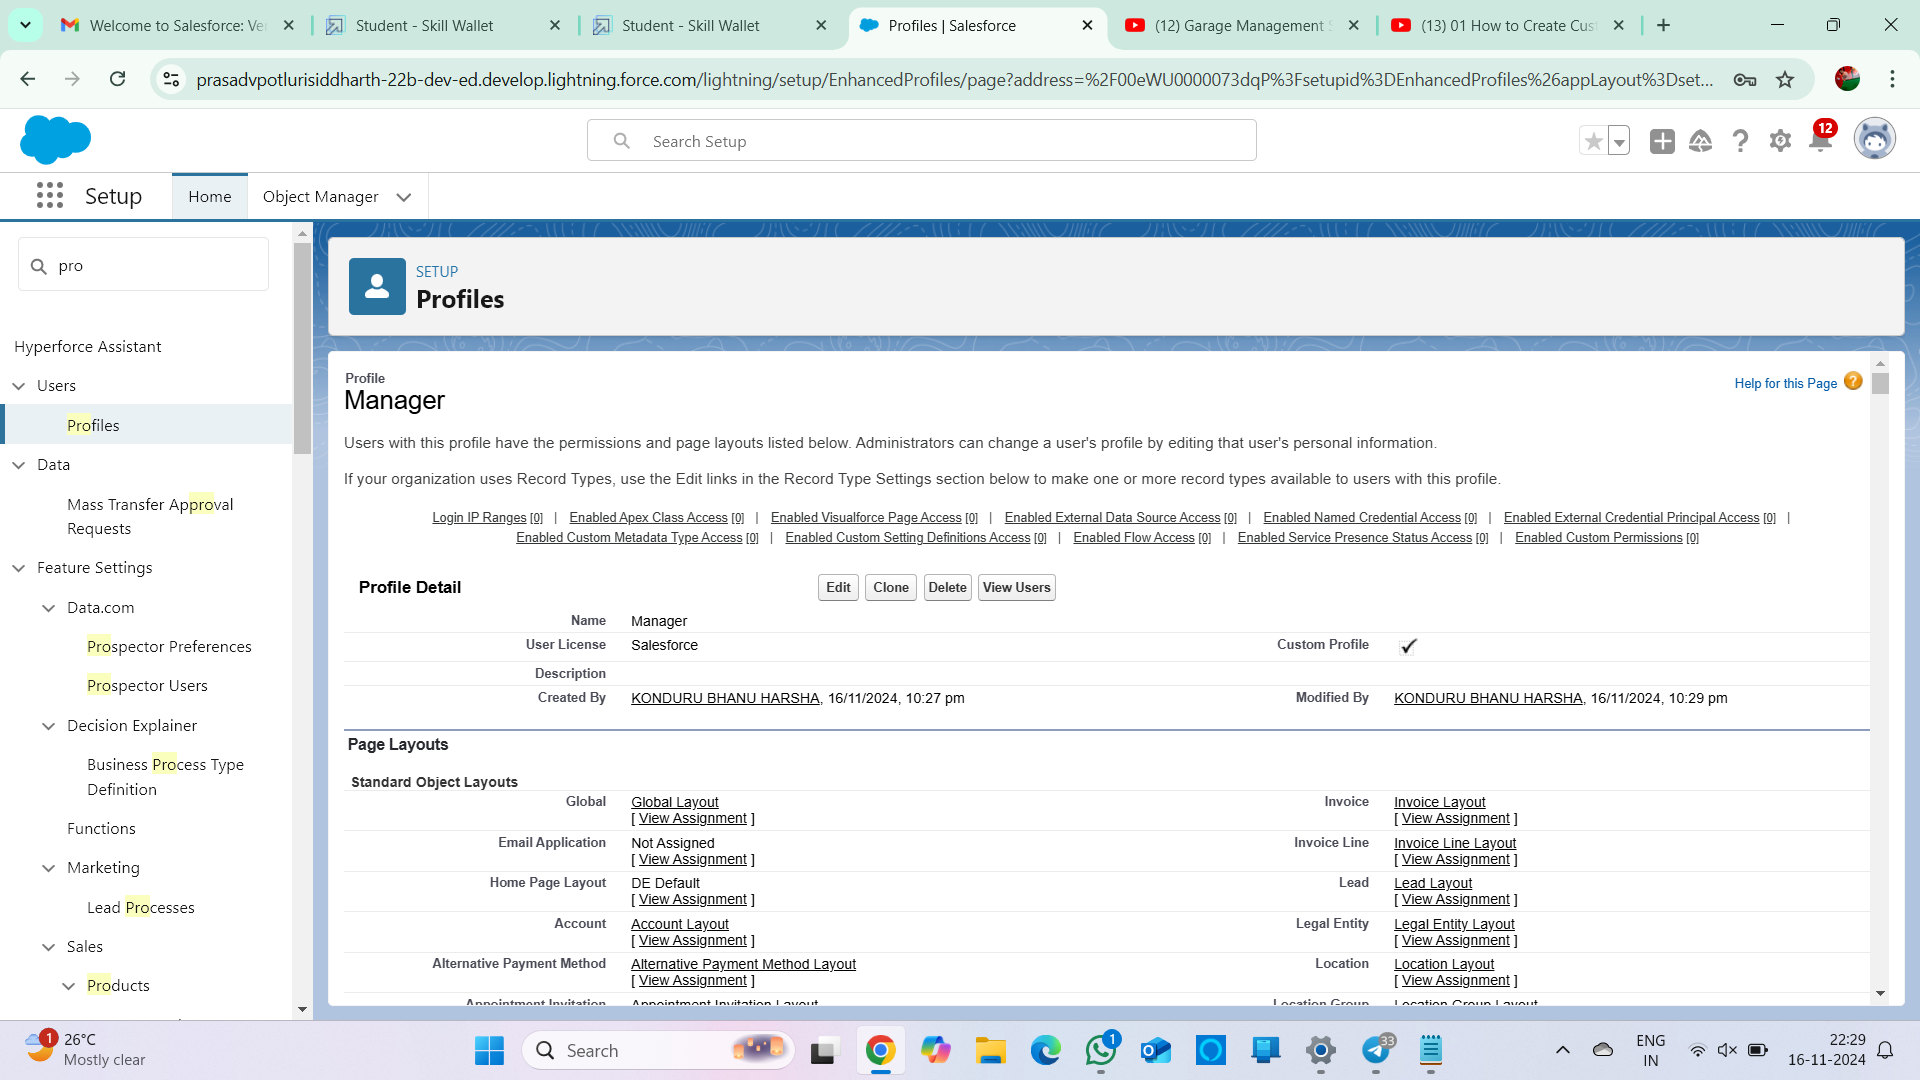 Welcome to Salesforce: Ver
Student - Skill Wallet
Student - Skill Wallet
Profiles | Salesforce
(12) Garage Management S
(13) 01 How to Create Cus
prasadvpotlurisiddharth-22b-dev-ed.develop.lightning.force.com/lightning/setup/EnhancedProfiles/page?address=%2F00eWU0000073dqP%3Fsetupid%3DEnhancedProfiles%26appLayout%3Dset...
Search Setup
12
Setup
Home
Object Manager
pro
Hyperforce Assistant
Users
Profiles
Data
Mass Transfer Approval
Requests
Feature Settings
Data.com
Prospector Preferences
Prospector Users
Decision Explainer
Business Process Type
Definition
Functions
Marketing
Lead Processes
Sales
Products
SETUP
Profiles
Profile
Manager
Help for this Page ?
Users with this profile have the permissions and page layouts listed below. Administrators can change a user's profile by editing that user's personal information.
If your organization uses Record Types, use the Edit links in the Record Type Settings section below to make one or more record types available to users with this profile.
Login IP Ranges [0] | Enabled Apex Class Access [0] | Enabled Visualforce Page Access [0] | Enabled External Data Source Access [0] | Enabled Named Credential Access [0] | Enabled External Credential Principal Access [0] |
Enabled Custom Metadata Type Access [0] | Enabled Custom Setting Definitions Access [0] | Enabled Flow Access [0] | Enabled Service Presence Status Access [0] | Enabled Custom Permissions [0]
Profile Detail
Edit Clone Delete View Users
Name Manager
User License Salesforce Custom Profile
Description
Created By KONDURU BHANU HARSHA, 16/11/2024, 10:27 pm Modified By KONDURU BHANU HARSHA, 16/11/2024, 10:29 pm
Page Layouts
Standard Object Layouts
Global Global Layout Invoice Invoice Layout
[ View Assignment ] [ View Assignment ]
Email Application Not Assigned Invoice Line Invoice Line Layout
[ View Assignment ] [ View Assignment ]
Home Page Layout DE Default Lead Lead Layout
[ View Assignment ] [ View Assignment ]
Account Account Layout Legal Entity Legal Entity Layout
[ View Assignment ] [ View Assignment ]
Alternative Payment Method Alternative Payment Method Layout Location Location Layout
[ View Assignment ] [ View Assignment ]
Appointment Invitation Appointment Invitation Layout Location Group Location Group Layout
1
26°C
Mostly clear
Search
1
33
ENG
IN
22:29
16-11-2024